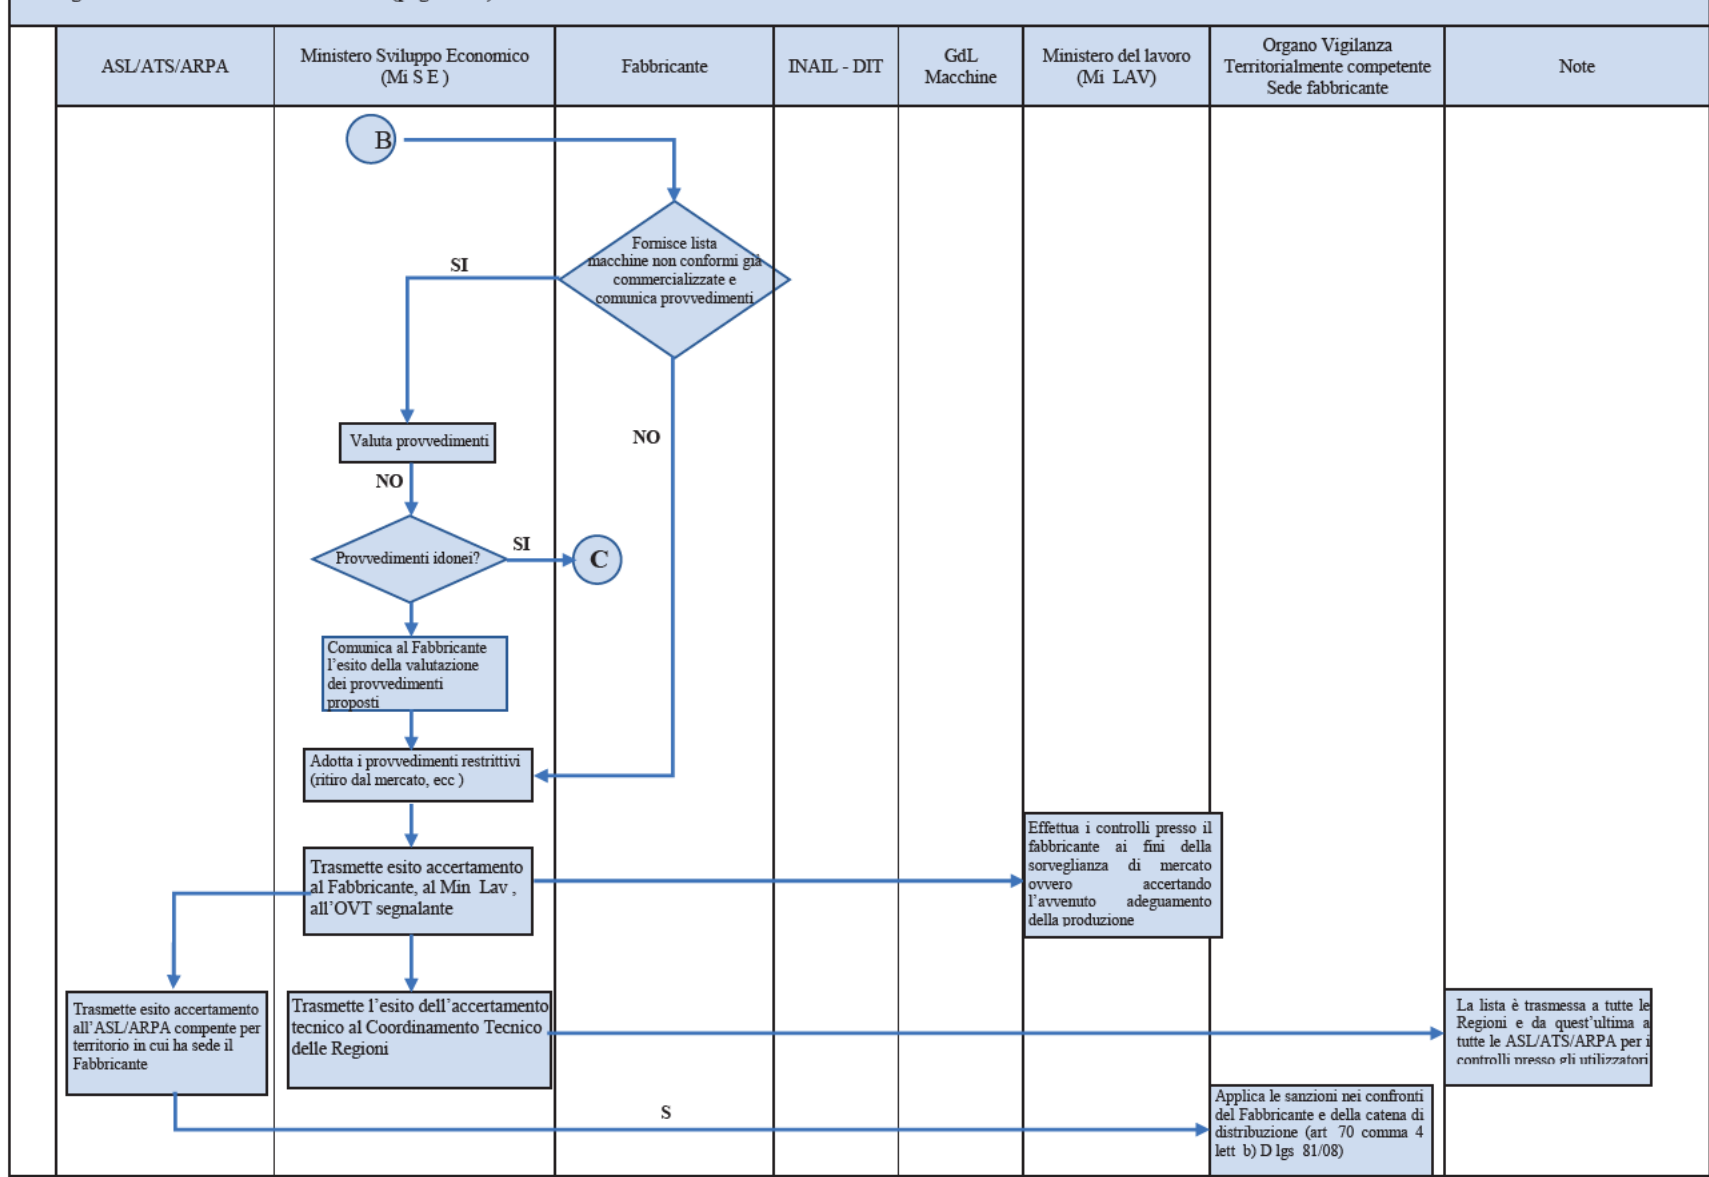 ASL/ATS/ARPA
Ministero Sviluppo Economico
(Mi S E )
Fabbricante
INAIL - DIT
GdL
Macchine
Ministero del lavoro
(Mi LAV)
Organo Vigilanza
Territorialmente competente
Sede fabbricante
Note
B
Fornisce lista
macchine non conformi già
commercializzate e
comunica provvedimenti
SI
NO
Valuta provvedimenti
NO
Provvedimenti idonei?
SI
C
Comunica al Fabbricante
l'esito della valutazione
dei provvedimenti
proposti
Adotta i provvedimenti restrittivi
(ritiro dal mercato, ecc )
Trasmette esito accertamento
al Fabbricante, al Min Lav ,
all'OVT segnalante
Effettua i controlli presso il
fabbricante ai fini della
sorveglianza di mercato
ovvero accertando
l'avvenuto adeguamento
della produzione
Trasmette esito accertamento
all'ASL/ARPA compente per
territorio in cui ha sede il
Fabbricante
Trasmette l'esito dell'accertamento
tecnico al Coordinamento Tecnico
delle Regioni
La lista è trasmessa a tutte le
Regioni e da quest'ultima a
tutte le ASL/ATS/ARPA per i
controlli presso gli utilizzatori
S
Applica le sanzioni nei confronti
del Fabbricante e della catena di
distribuzione (art 70 comma 4
lett b) D lgs 81/08)